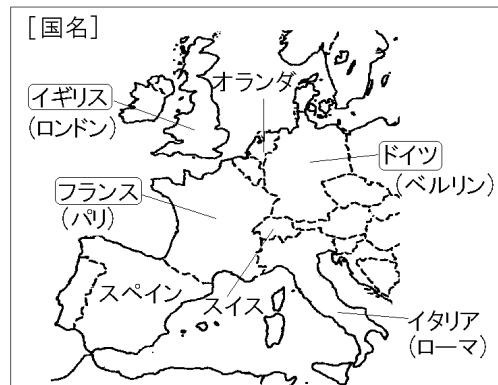 [国名]
オランダ
イギリス
(ロンドン)
ドイツ
(ベルリン)
フランス
(パリ)
スペイン
スイス
イタリア
(ローマ)